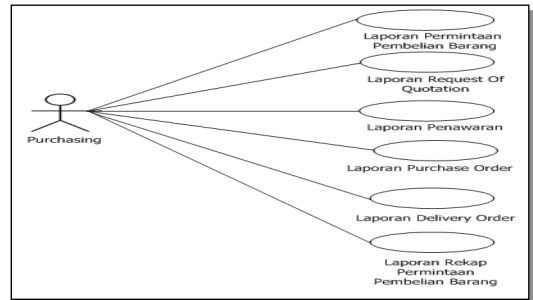 Laporan Permintaan
Pembelian Barang
Laporan Request Of
Quotation
Laporan Penawaran
Purchasing
Laporan Purchase Order
Laporan Delivery Order
Laporan Rekap
Permintaan
Pembelian Barang